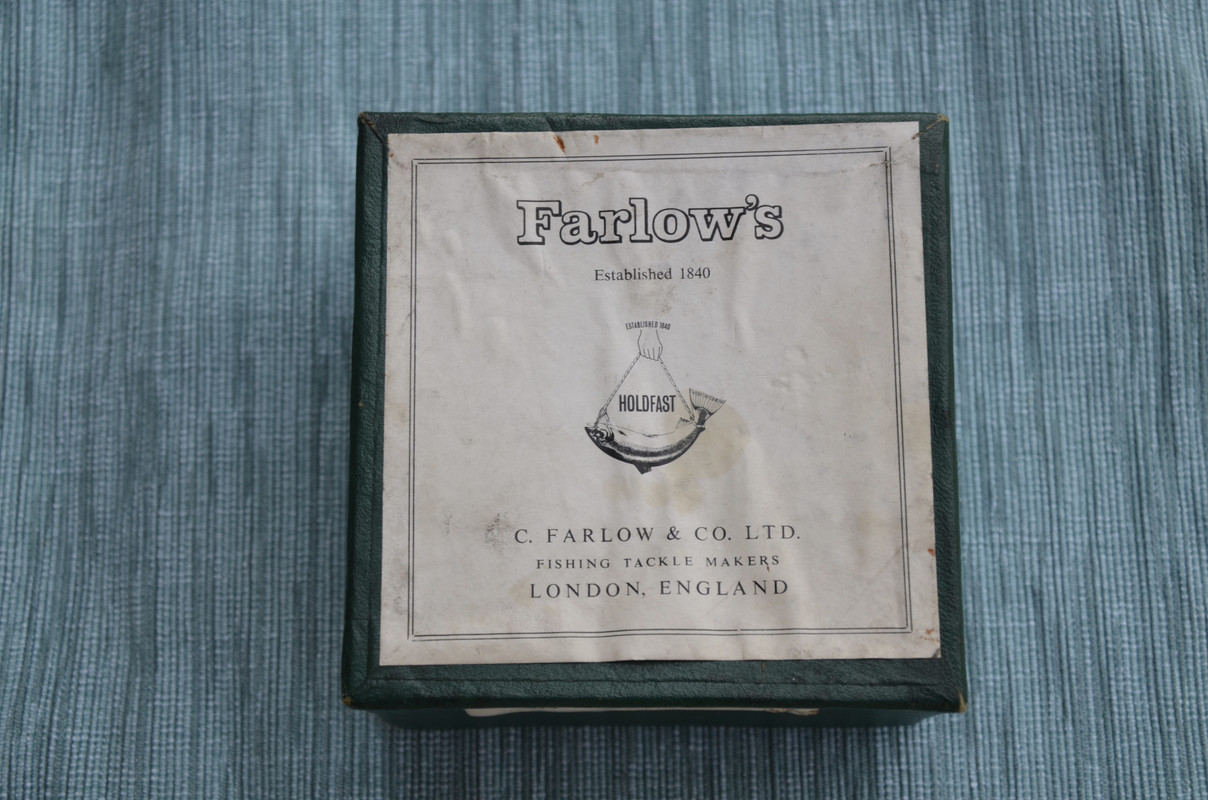 Farlow's
Established 1840
ESTABLISHED 1840
HOLDFAST
C. FARLOW & CO. LTD.
FISHING TACKLE MAKERS
LONDON, ENGLAND